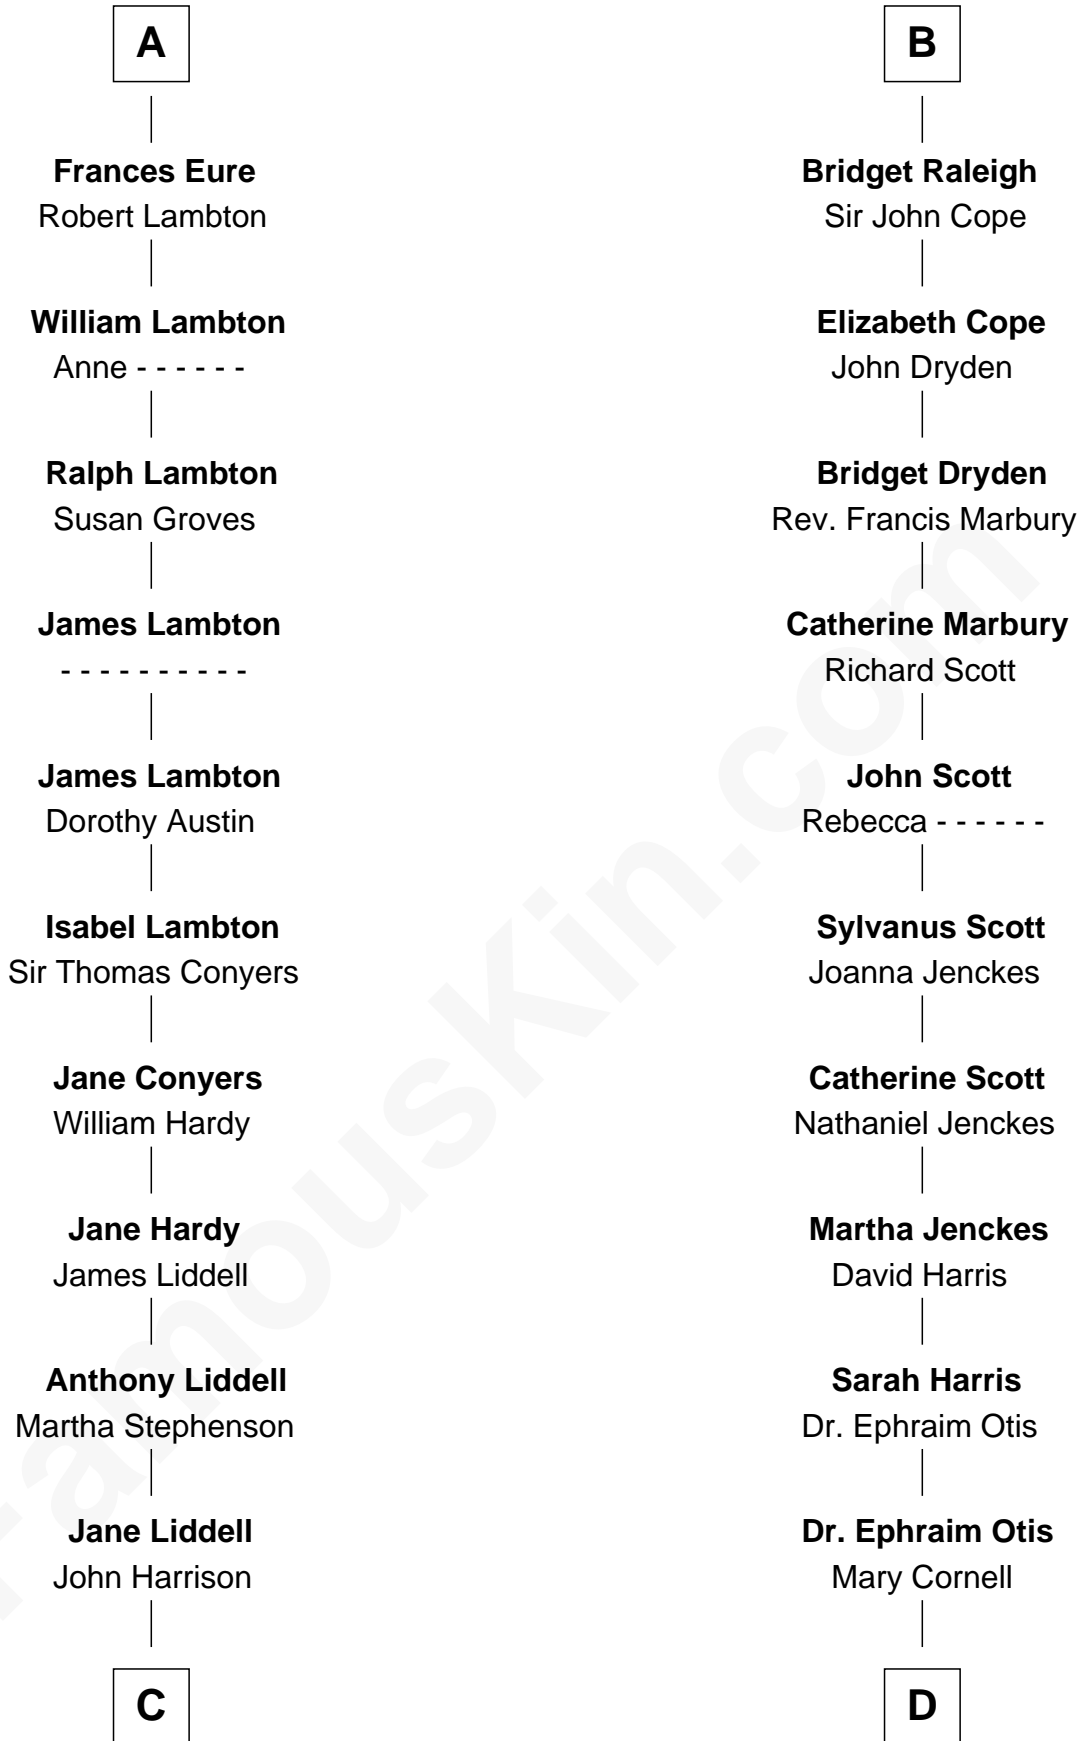 A
Frances Eure
Robert Lambton
William Lambton
Anne - - - - - -
Ralph Lambton
Susan Groves
James Lambton
- - - - - - - - - -
James Lambton
Dorothy Austin
Isabel Lambton
Sir Thomas Conyers
Jane Conyers
William Hardy
Jane Hardy
James Liddell
Anthony Liddell
Martha Stephenson
Jane Liddell
John Harrison
C
B
Bridget Raleigh
Sir John Cope
Elizabeth Cope
John Dryden
Bridget Dryden
Rev. Francis Marbury
Catherine Marbury
Richard Scott
John Scott
Rebecca - - - - - -
Sylvanus Scott
Joanna Jenckes
Catherine Scott
Nathaniel Jenckes
Martha Jenckes
David Harris
Sarah Harris
Dr. Ephraim Otis
Dr. Ephraim Otis
Mary Cornell
D
FamousKin.com